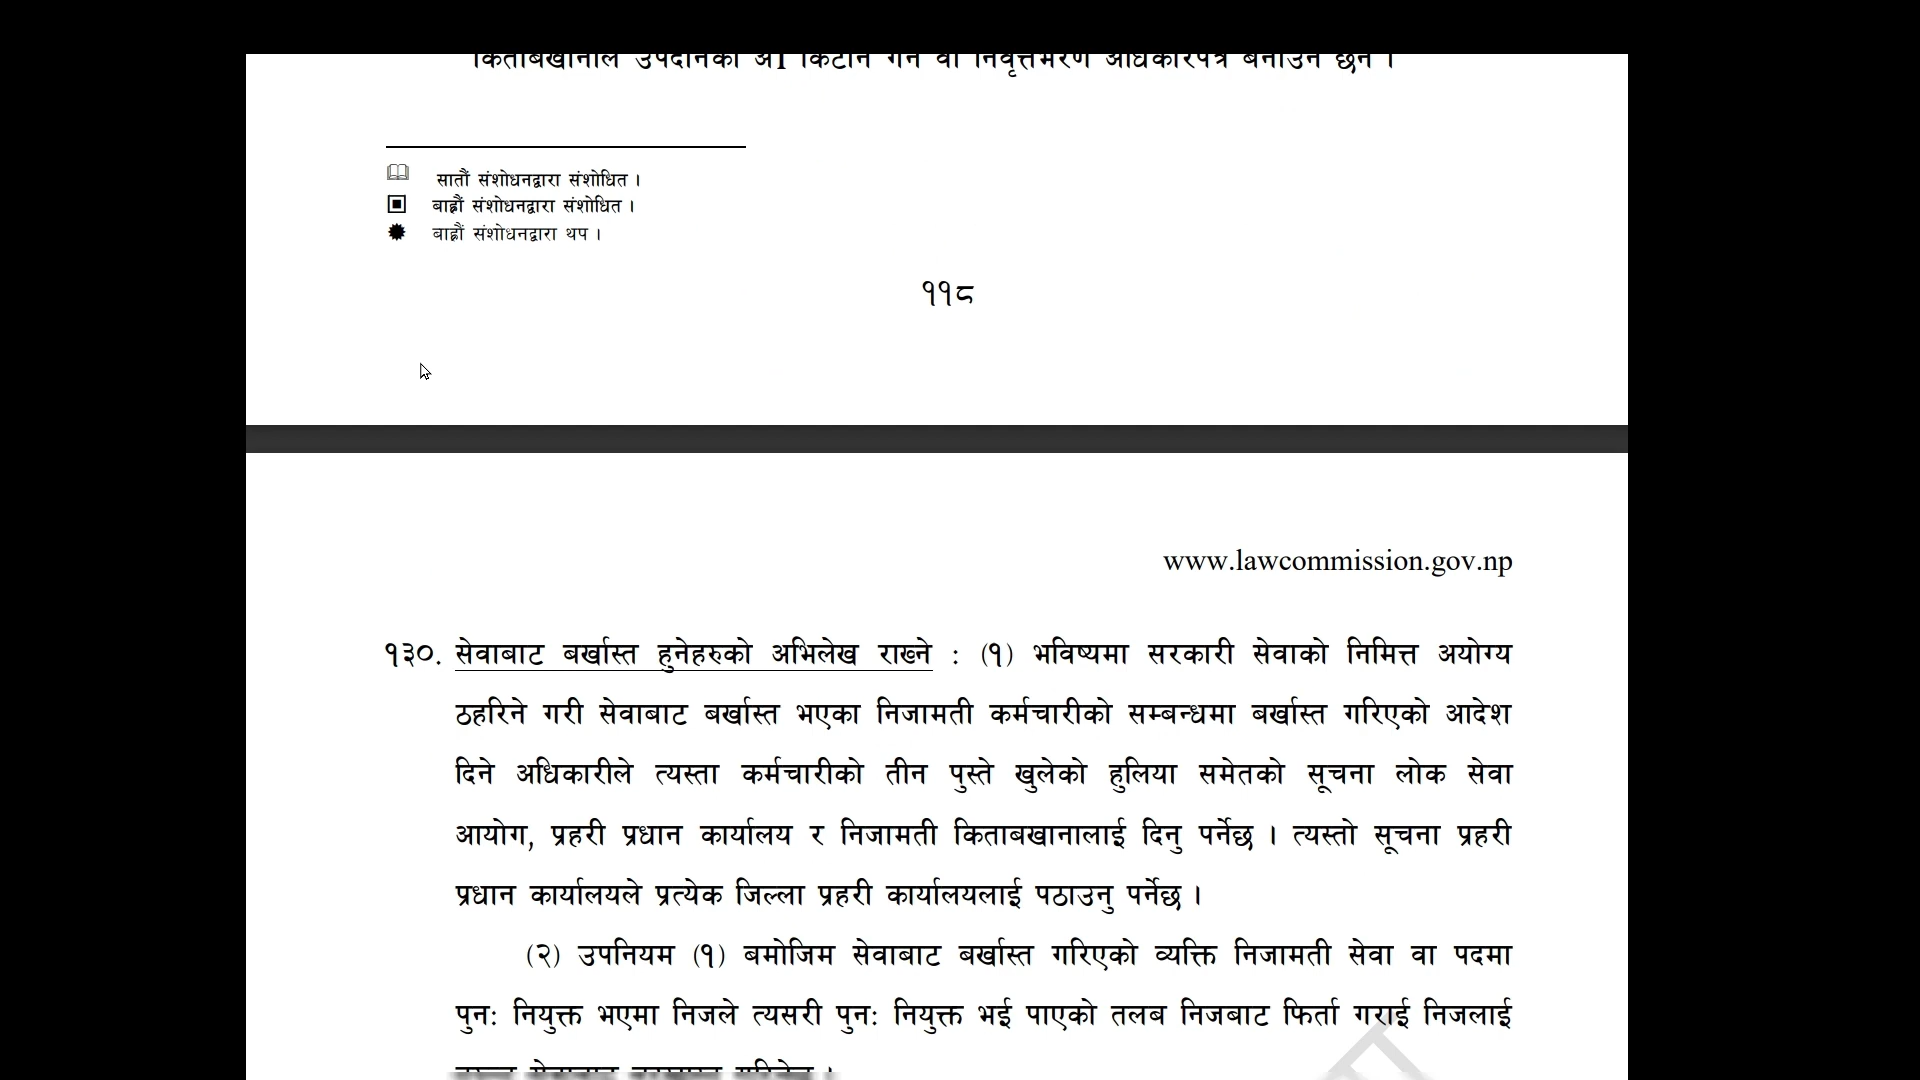 किताबखानाले उपदानको अ1 किटान गर्ने वा निवृत्तभरण अधिकारपत्र बनाउने छैन ।
सातौं संशोधनद्वारा संशोधित ।
बाह्रौं संशोधनद्वारा संशोधित ।
बाह्रौं संशोधनद्वारा थप ।
११८
www.lawcommission.gov.np
१३०. सेवाबाट बर्खास्त हुनेहरुको अभिलेख राख्ने : (१) भविष्यमा सरकारी सेवाको निमित्त अयोग्य
ठहरिने गरी सेवाबाट बर्खास्त भएका निजामती कर्मचारीको सम्बन्धमा बर्खास्त गरिएको आदेश
दिने अधिकारीले त्यस्ता कर्मचारीको तीन पुस्ते खुलेको हुलिया समेतको सूचना लोक सेवा
आयोग, प्रहरी प्रधान कार्यालय र निजामती किताबखानालाई दिनु पर्नेछ । त्यस्तो सूचना प्रहरी
प्रधान कार्यालयले प्रत्येक जिल्ला प्रहरी कार्यालयलाई पठाउनु पर्नेछ ।
(२) उपनियम (१) बमोजिम सेवाबाट बर्खास्त गरिएको व्यक्ति निजामती सेवा वा पदमा
पुनः नियुक्त भएमा निजले त्यसरी पुनः नियुक्त भई पाएको तलब निजबाट फिर्ता गराई निजलाई